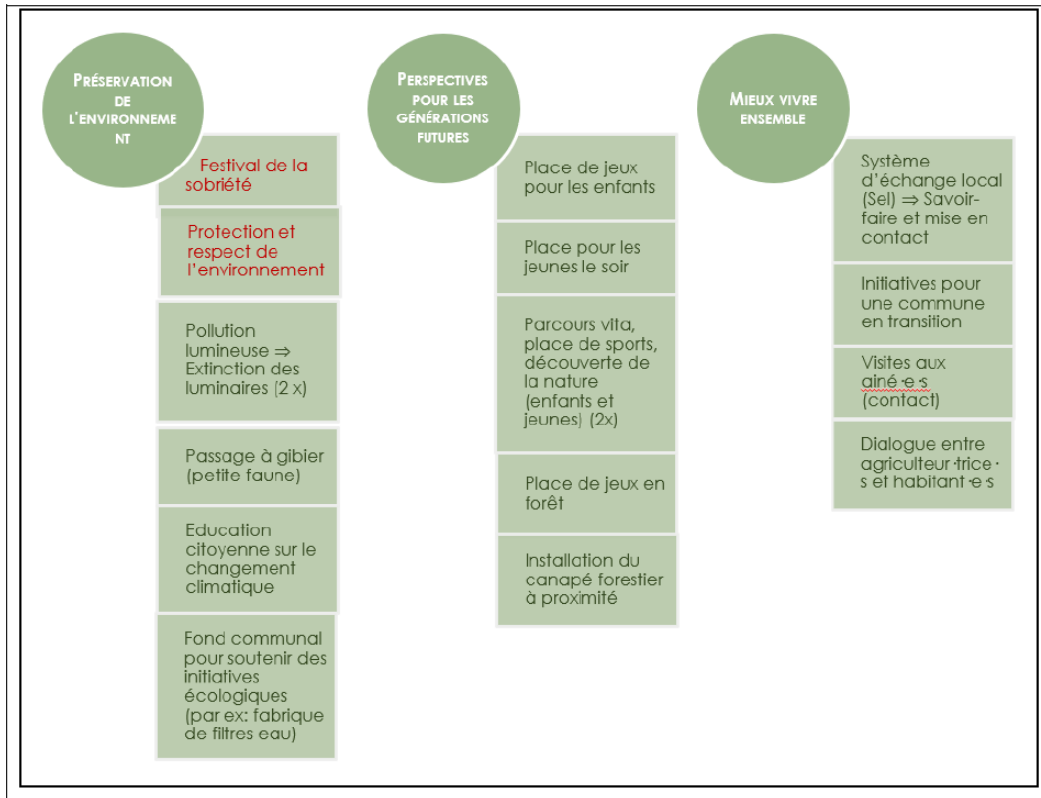 PRÉSERVATION
DE
L'ENVIRONNEME
NT
Festival de la
sobriété
Protection et
respect de
l'environnement
Pollution
lumineuse ⇒
Extinction des
luminaires (2 x)
Passage à gibier
(petite faune)
Education
citoyenne sur le
changement
climatique
Fond communal
pour soutenir des
initiatives
écologiques
(par ex: fabrique
de filtres eau)
PERSPECTIVES
POUR LES
GÉNÉRATIONS
FUTURES
Place de jeux
pour les enfants
Place pour les
jeunes le soir
Parcours vita,
place de sports,
découverte de
la nature
(enfants et
jeunes) (2x)
Place de jeux en
forêt
Installation du
canapé forestier
à proximité
MIEUX VIVRE
ENSEMBLE
Système
d'échange local
(Sel) ⇒ Savoir-
faire et mise en
contact
Initiatives pour
une commune
en transition
Visites aux
ainé·e·s
(contact)
Dialogue entre
agriculteur·trice·
s et habitant·e·s